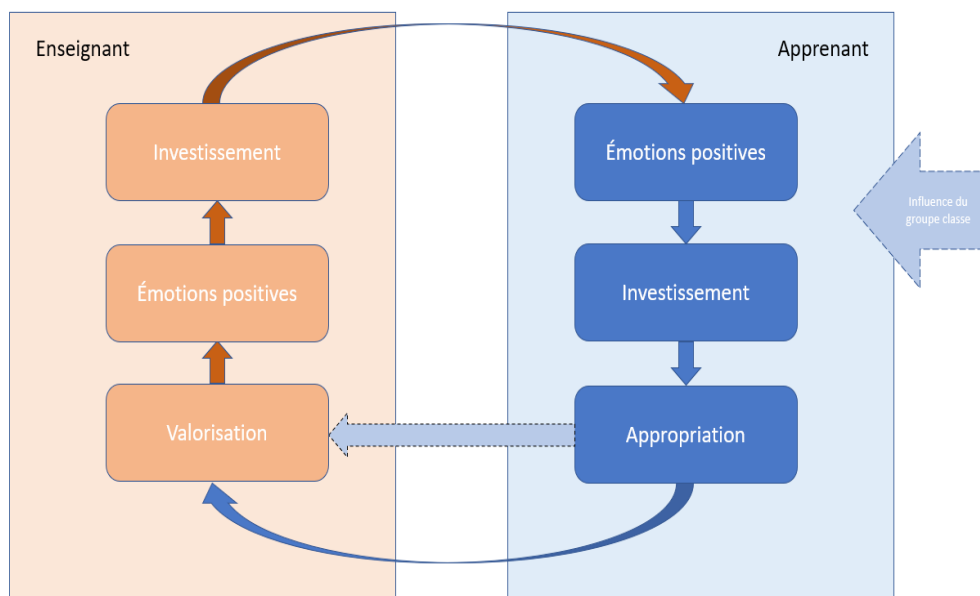 Enseignant
Apprenant
Investissement
Émotions positives
Valorisation
Émotions positives
Investissement
Appropriation
Influence du
groupe classe